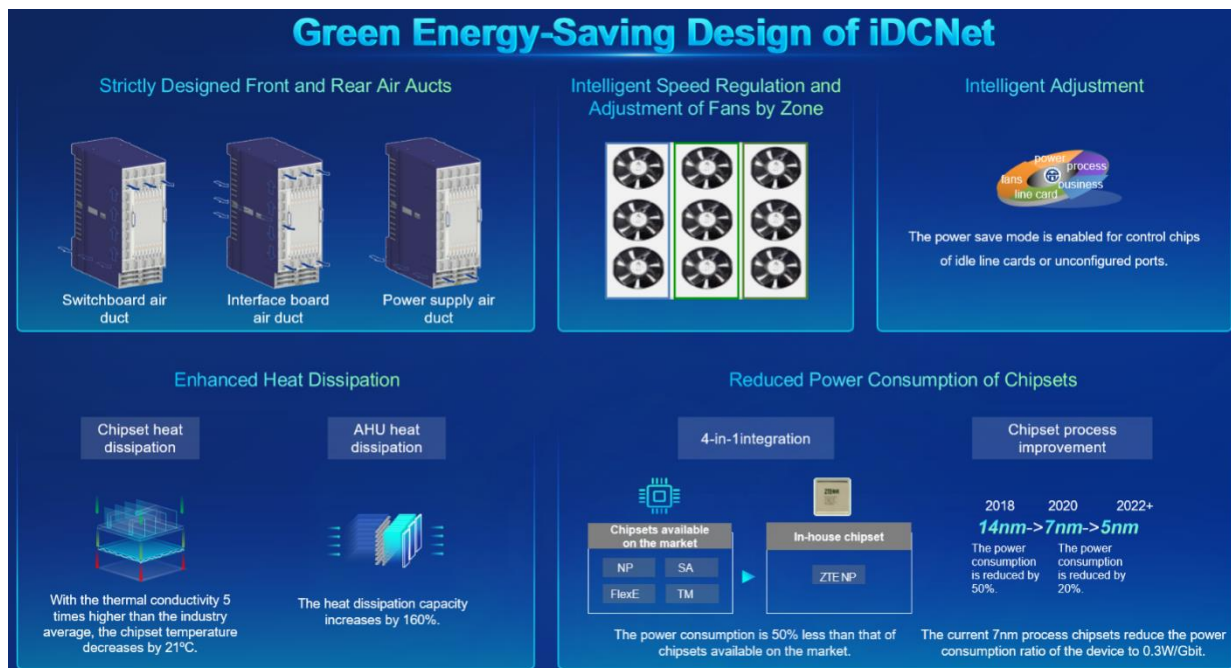 Green Energy-Saving Design of iDCNet
Strictly Designed Front and Rear Air Aucts
Switchboard air
duct
Interface board
air duct
Power supply air
duct
Intelligent Speed Regulation and
Adjustment of Fans by Zone
Intelligent Adjustment
power
process
fans
business
line card
The power save mode is enabled for control chips
of idle line cards or unconfigured ports.
Enhanced Heat Dissipation
Chipset heat
dissipation
With the thermal conductivity 5
times higher than the industry
average, the chipset temperature
decreases by 21ºC.
AHU heat
dissipation
The heat dissipation capacity
increases by 160%.
Reduced Power Consumption of Chipsets
4-in-1integration
Chipsets available
on the market
NP
SA
FlexE
TM
In-house chipset
ZTE NP
The power consumption is 50% less than that of
chipsets available on the market.
Chipset process
improvement
2018 2020 2022+
14nm->7nm->5nm
The power
consumption
is reduced by
50%.
The power
consumption
is reduced by
20%.
The current 7nm process chipsets reduce the power
consumption ratio of the device to 0.3W/Gbit.